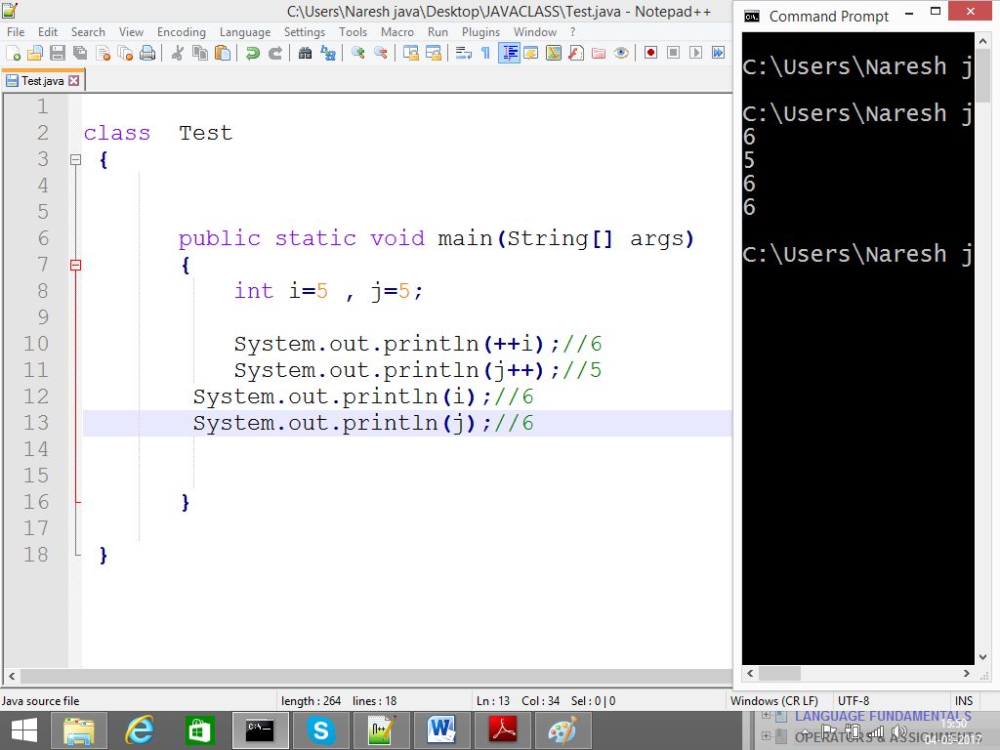 C:\Users\Naresh java\Desktop\JAVACLASS\Test.java - Notepad++
File Edit Search View Encoding Language Settings Tools Macro Run Plugins Window ?
Test.java
1
2 class Test
3 {
4
5
6 public static void main(String[] args)
7 {
8 int i=5 , j=5;
9
10 System.out.println(++i);//6
11 System.out.println(j++);//5
12 System.out.println(i);//6
13 System.out.println(j);//6
14
15
16 }
17
18 }
Java source file length : 264 lines : 18 Ln : 13 Col : 34 Sel : 0 | 0 Windows (CR LF) UTF-8 INS
Command Prompt
C:\Users\Naresh j
C:\Users\Naresh j
6
5
6
6
C:\Users\Naresh j
LANGUAGE FUNDAMENTALS
OPERATORS & ASSIGNMENTS
15:50